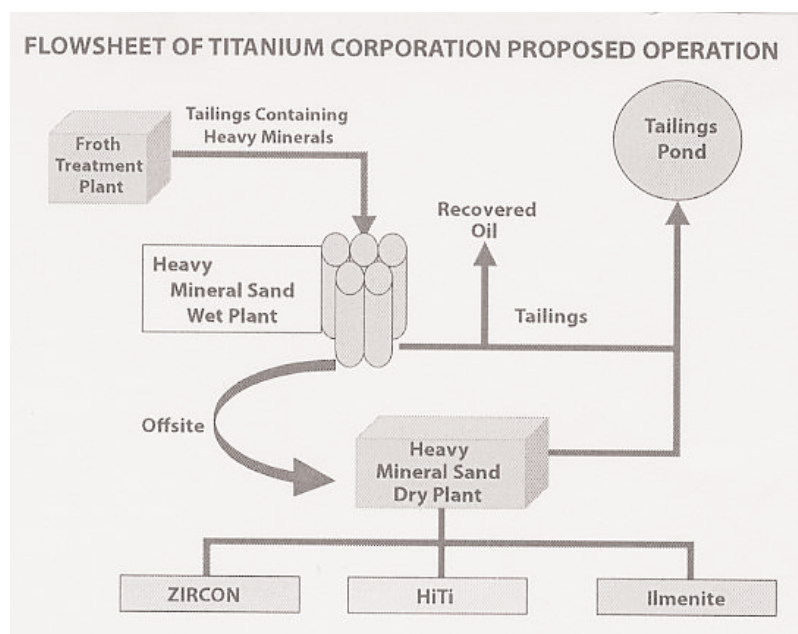 FLOWSHEET OF TITANIUM CORPORATION PROPOSED OPERATION
Tailings Containing
Heavy Minerals
Froth
Treatment
Plant
Tailings
Pond
Recovered
Oil
Heavy
Mineral Sand
Wet Plant
Tailings
Offsite
Heavy
Mineral Sand
Dry Plant
ZIRCON
HiTi
Ilmenite